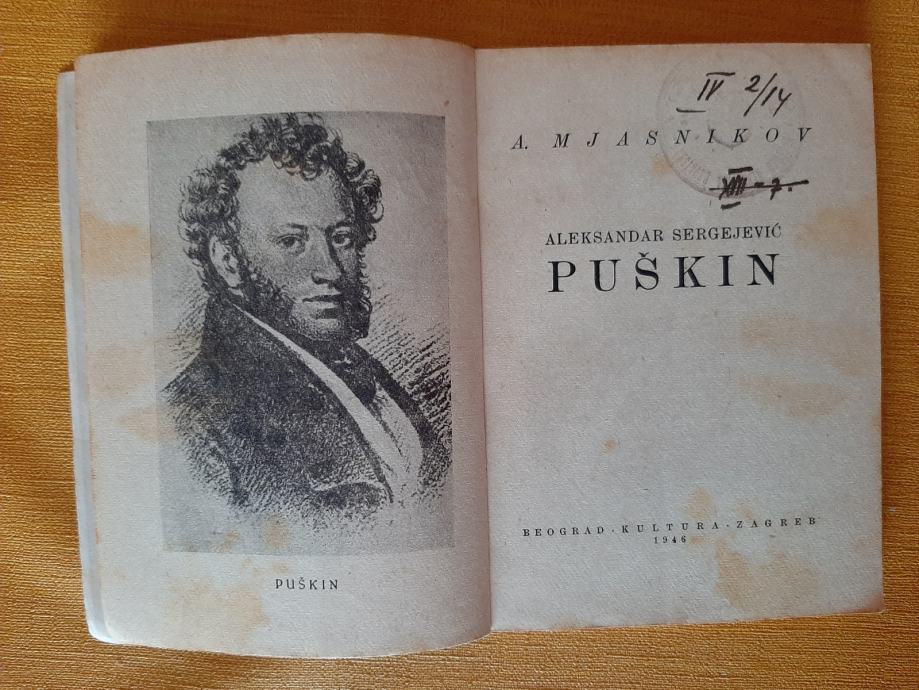 PUŠKIN
IV 2/14
A. MJASNIKOV
XIII - 7.
ALEKSANDAR SERGEJEVIĆ
PUŠKIN
BEOGRAD · KULTURA · ZAGREB
1946